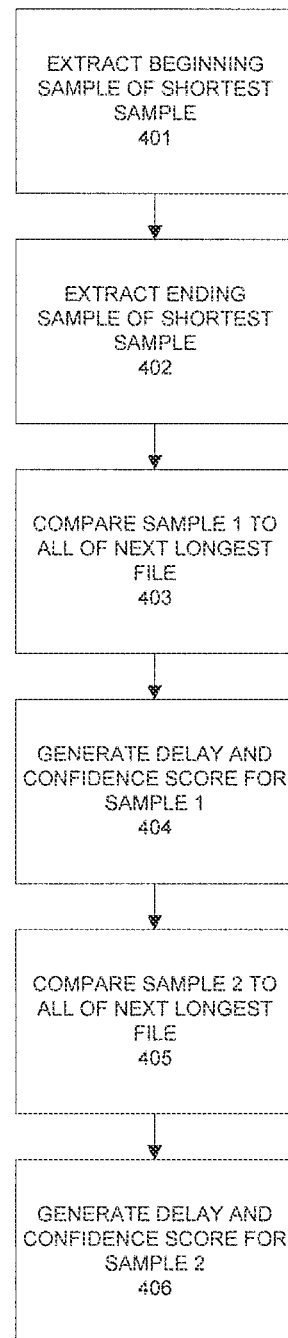 EXTRACT BEGINNING
SAMPLE OF SHORTEST
SAMPLE
401
EXTRACT ENDING
SAMPLE OF SHORTEST
SAMPLE
402
COMPARE SAMPLE 1 TO
ALL OF NEXT LONGEST
FILE
403
GENERATE DELAY AND
CONFIDENCE SCORE FOR
SAMPLE 1
404
COMPARE SAMPLE 2 TO
ALL OF NEXT LONGEST
FILE
405
GENERATE DELAY AND
CONFIDENCE SCORE FOR
SAMPLE 2
406